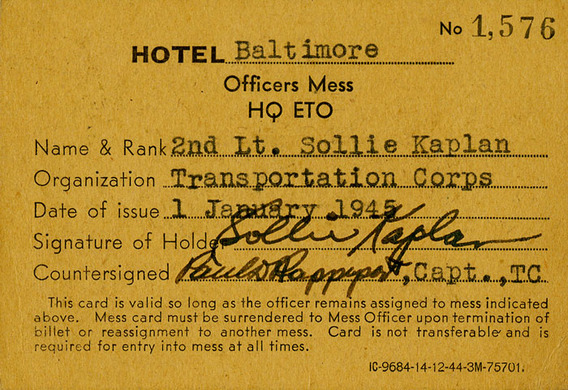 No 1,576
HOTEL Baltimore
Officers Mess
HQ ETO
Name & Rank 2nd Lt. Sollie Kaplan
Organization Transportation Corps
Date of issue 1 January 1945
Signature of Holder Sollie Kaplan
Countersigned Paul D Rappeport, Capt., TC
This card is valid so long as the officer remains assigned to mess indicated
above. Mess card must be surrendered to Mess Officer upon termination of
billet or reassignment to another mess. Card is not transferable and is
required for entry into mess at all times.
IC-9684-14-12-44-3M-75701.